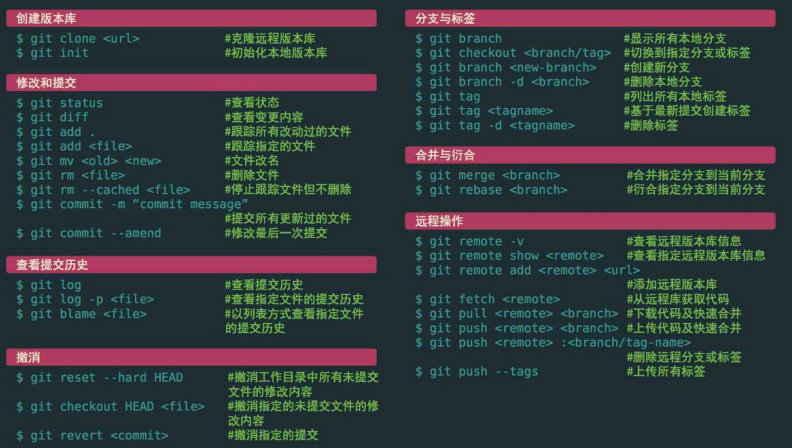 创建版本库
$ git clone <url> #克隆远程版本库
$ git init #初始化本地版本库
修改和提交
$ git status #查看状态
$ git diff #查看变更内容
$ git add . #跟踪所有改动过的文件
$ git add <file> #跟踪指定的文件
$ git mv <old> <new> #文件改名
$ git rm <file> #删除文件
$ git rm --cached <file> #停止跟踪文件但不删除
$ git commit -m “commit message”
#提交所有更新过的文件
$ git commit --amend #修改最后一次提交
查看提交历史
$ git log #查看提交历史
$ git log -p <file> #查看指定文件的提交历史
$ git blame <file> #以列表方式查看指定文件
的提交历史
撤消
$ git reset --hard HEAD #撤消工作目录中所有未提交
文件的修改内容
$ git checkout HEAD <file> #撤消指定的未提交文件的修
改内容
$ git revert <commit> #撤消指定的提交
分支与标签
$ git branch #显示所有本地分支
$ git checkout <branch/tag> #切换到指定分支或标签
$ git branch <new-branch> #创建新分支
$ git branch -d <branch> #删除本地分支
$ git tag #列出所有本地标签
$ git tag <tagname> #基于最新提交创建标签
$ git tag -d <tagname> #删除标签
合并与衍合
$ git merge <branch> #合并指定分支到当前分支
$ git rebase <branch> #衍合指定分支到当前分支
远程操作
$ git remote -v #查看远程版本库信息
$ git remote show <remote> #查看指定远程版本库信息
$ git remote add <remote> <url>
#添加远程版本库
$ git fetch <remote> #从远程库获取代码
$ git pull <remote> <branch> #下载代码及快速合并
$ git push <remote> <branch> #上传代码及快速合并
$ git push <remote> :<branch/tag-name>
#删除远程分支或标签
$ git push --tags #上传所有标签